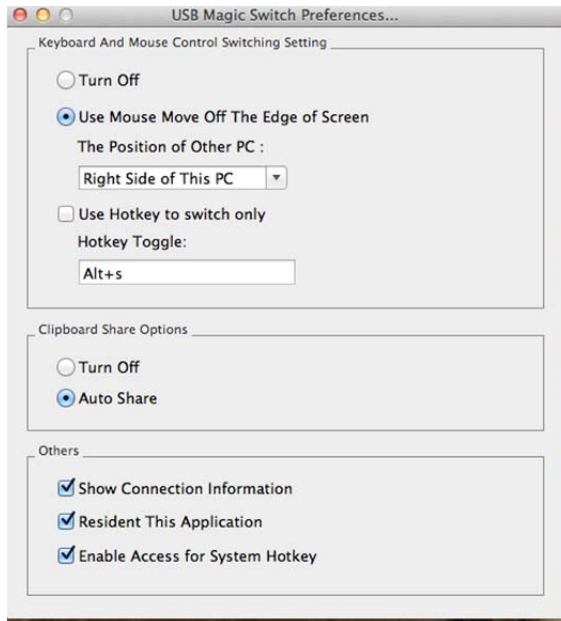 USB Magic Switch Preferences...
Keyboard And Mouse Control Switching Setting
Turn Off
Use Mouse Move Off The Edge of Screen
The Position of Other PC :
Right Side of This PC
Use Hotkey to switch only
Hotkey Toggle:
Alt+s
Clipboard Share Options
Turn Off
Auto Share
Others
Show Connection Information
Resident This Application
Enable Access for System Hotkey